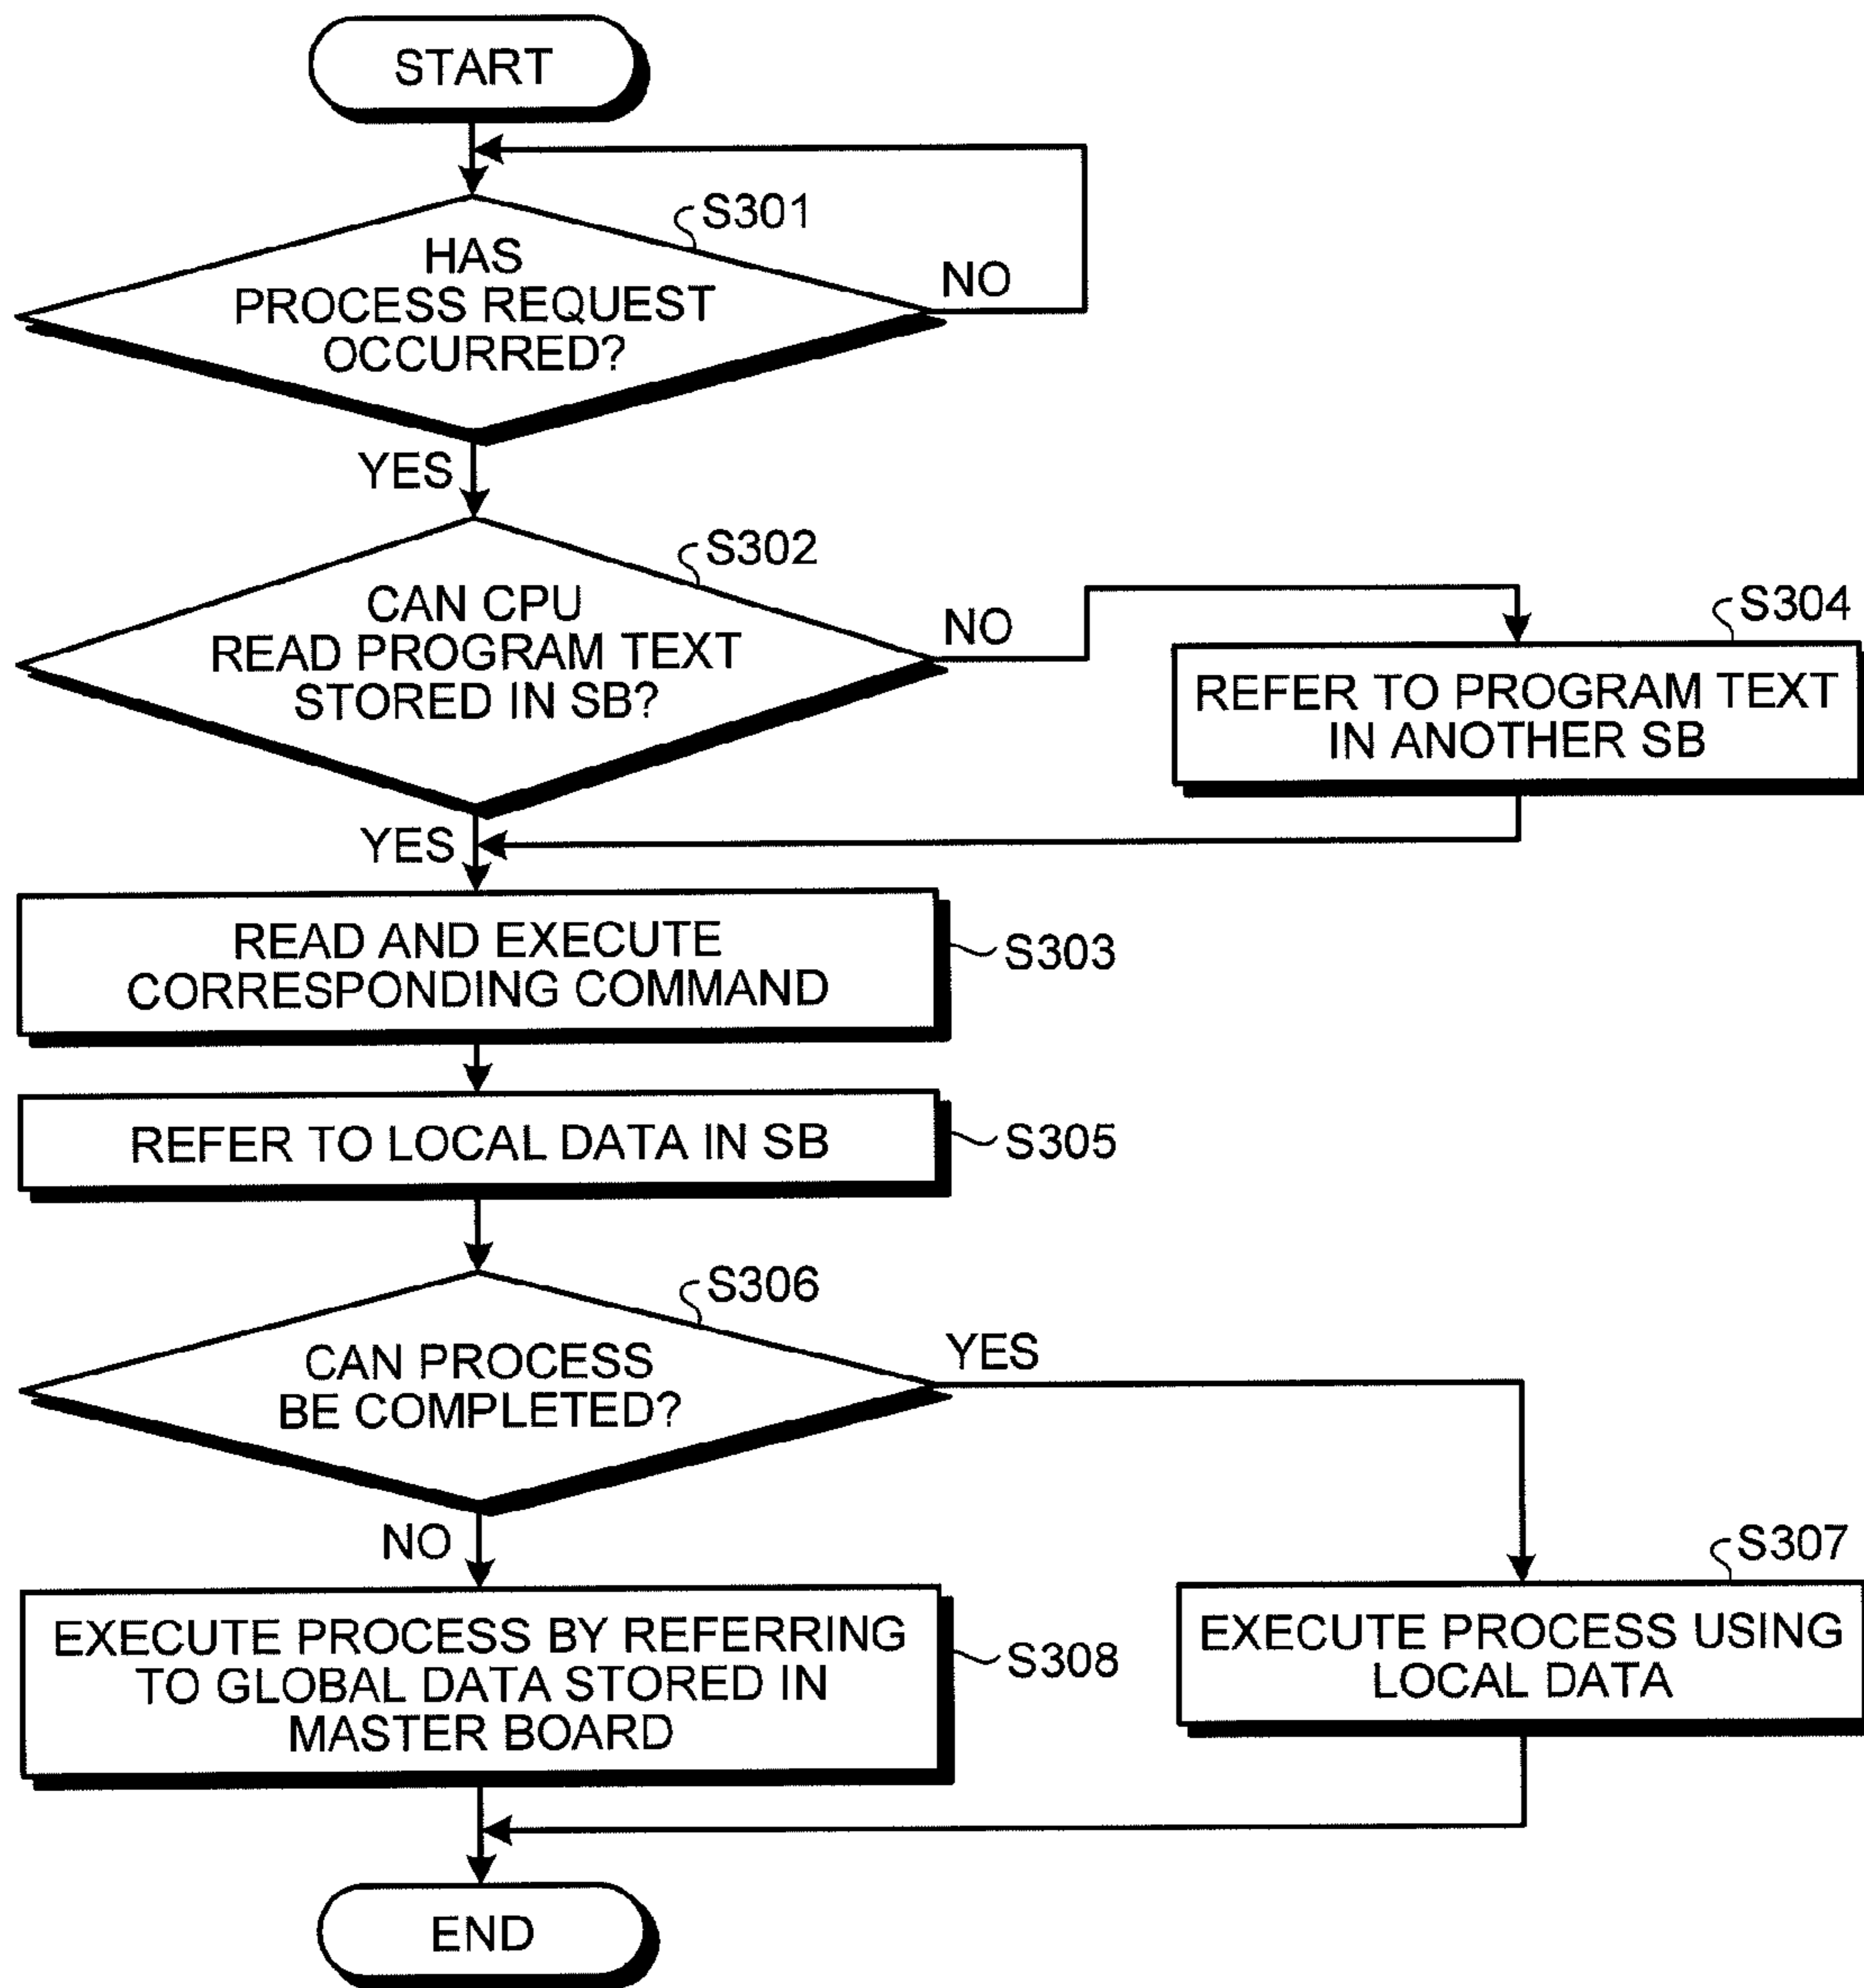 START
S301
HAS
PROCESS REQUEST
OCCURRED?
NO
YES
S302
CAN CPU
READ PROGRAM TEXT
STORED IN SB?
NO
S304
REFER TO PROGRAM TEXT
IN ANOTHER SB
YES
READ AND EXECUTE
CORRESPONDING COMMAND
S303
REFER TO LOCAL DATA IN SB
S305
S306
CAN PROCESS
BE COMPLETED?
YES
NO
S307
EXECUTE PROCESS USING
LOCAL DATA
EXECUTE PROCESS BY REFERRING
TO GLOBAL DATA STORED IN
MASTER BOARD
S308
END